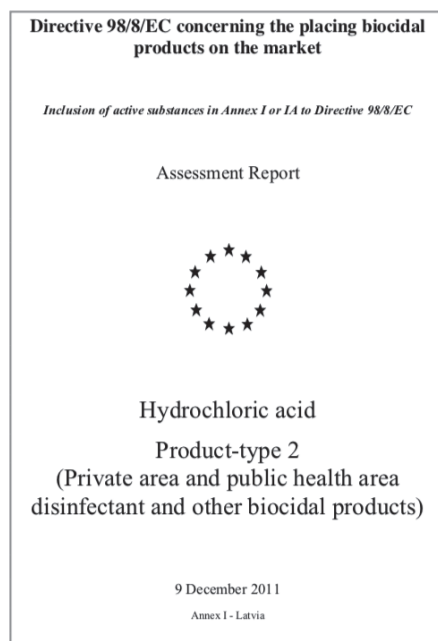 Directive 98/8/EC concerning the placing biocidal
products on the market
Inclusion of active substances in Annex I or IA to Directive 98/8/EC
Assessment Report
Hydrochloric acid
Product-type 2
(Private area and public health area
disinfectant and other biocidal products)
9 December 2011
Annex I - Latvia